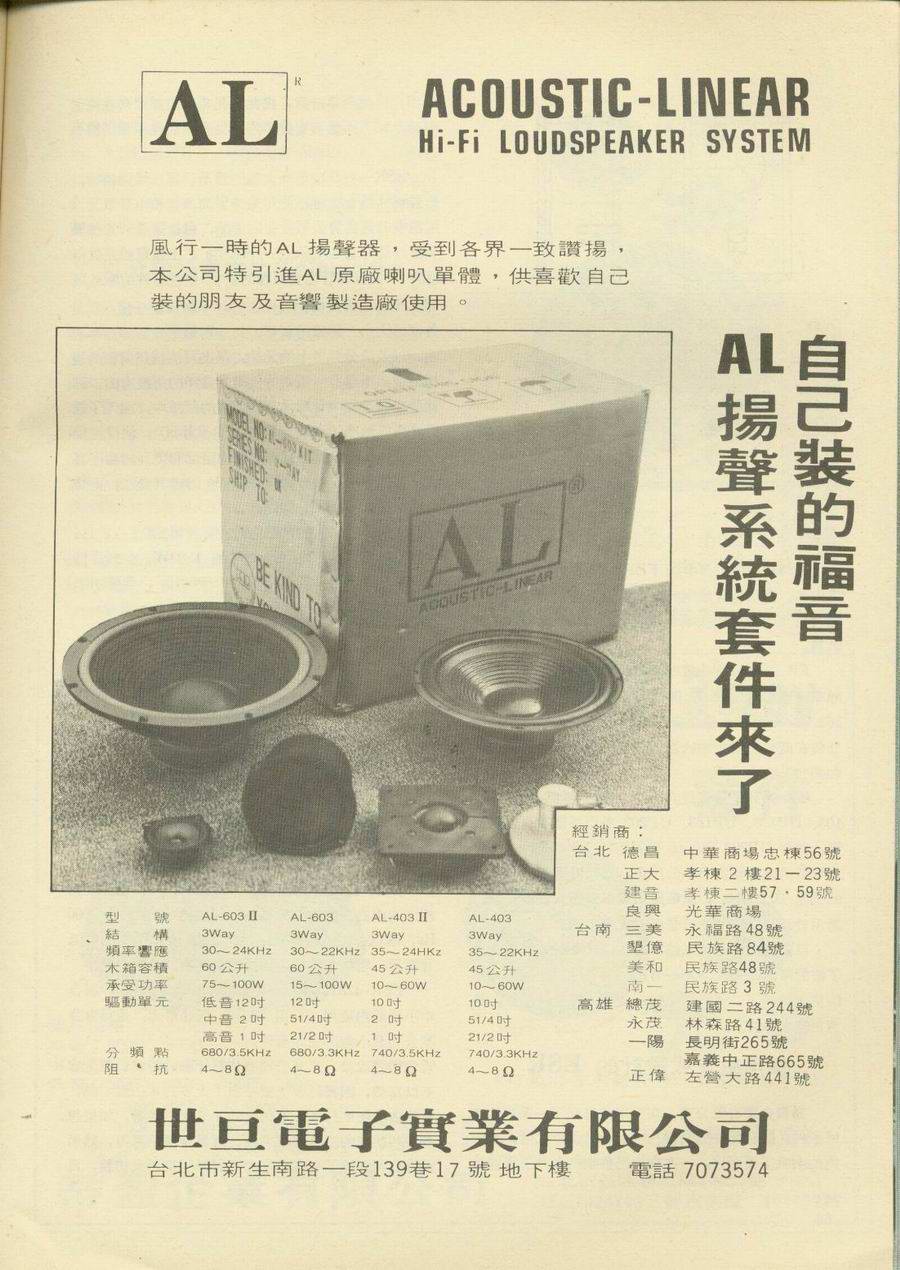 AL R
ACOUSTIC-LINEAR
Hi-Fi LOUDSPEAKER SYSTEM
風行一時的AL揚聲器，受到各界一致讚揚，
本公司特引進AL原廠喇叭單體，供喜歡自己
裝的朋友及音響製造廠使用。
自己裝的福音
AL揚聲系統套件來了
MODEL NO: KIT
SERIES NO:
FINISHED:
SHIP TO:
BE KIND TO
AL ®
ACOUSTIC-LINEAR
經銷商：
台北 德昌 中華商場忠棟56號
正大 孝棟2樓21－23號
建音 孝棟二樓57．59號
良興 光華商場
台南 三美 永福路48號
墾億 民族路84號
美和 民族路48號
南一 民族路3號
高雄 總茂 建國二路244號
永茂 林森路41號
一陽 長明街265號
嘉義中正路665號
正偉 左營大路441號
型號 AL-603Ⅱ AL-603 AL-403Ⅱ AL-403
結構 3Way 3Way 3Way 3Way
頻率響應 30～24KHz 30～22KHz 35～24HKz 35～22KHz
木箱容積 60公升 60公升 45公升 45公升
承受功率 75～100W 15～100W 10～60W 10～60W
驅動單元 低音12吋 12吋 10吋 10吋
中音2吋 51/4吋 2吋 51/4吋
高音1吋 21/2吋 1吋 21/2吋
分頻點 680/3.5KHz 680/3.3KHz 740/3.5KHz 740/3.3KHz
阻抗 4～8Ω 4～8Ω 4～8Ω 4～8Ω
世亘電子實業有限公司
台北市新生南路一段139巷17號地下樓 電話 7073574